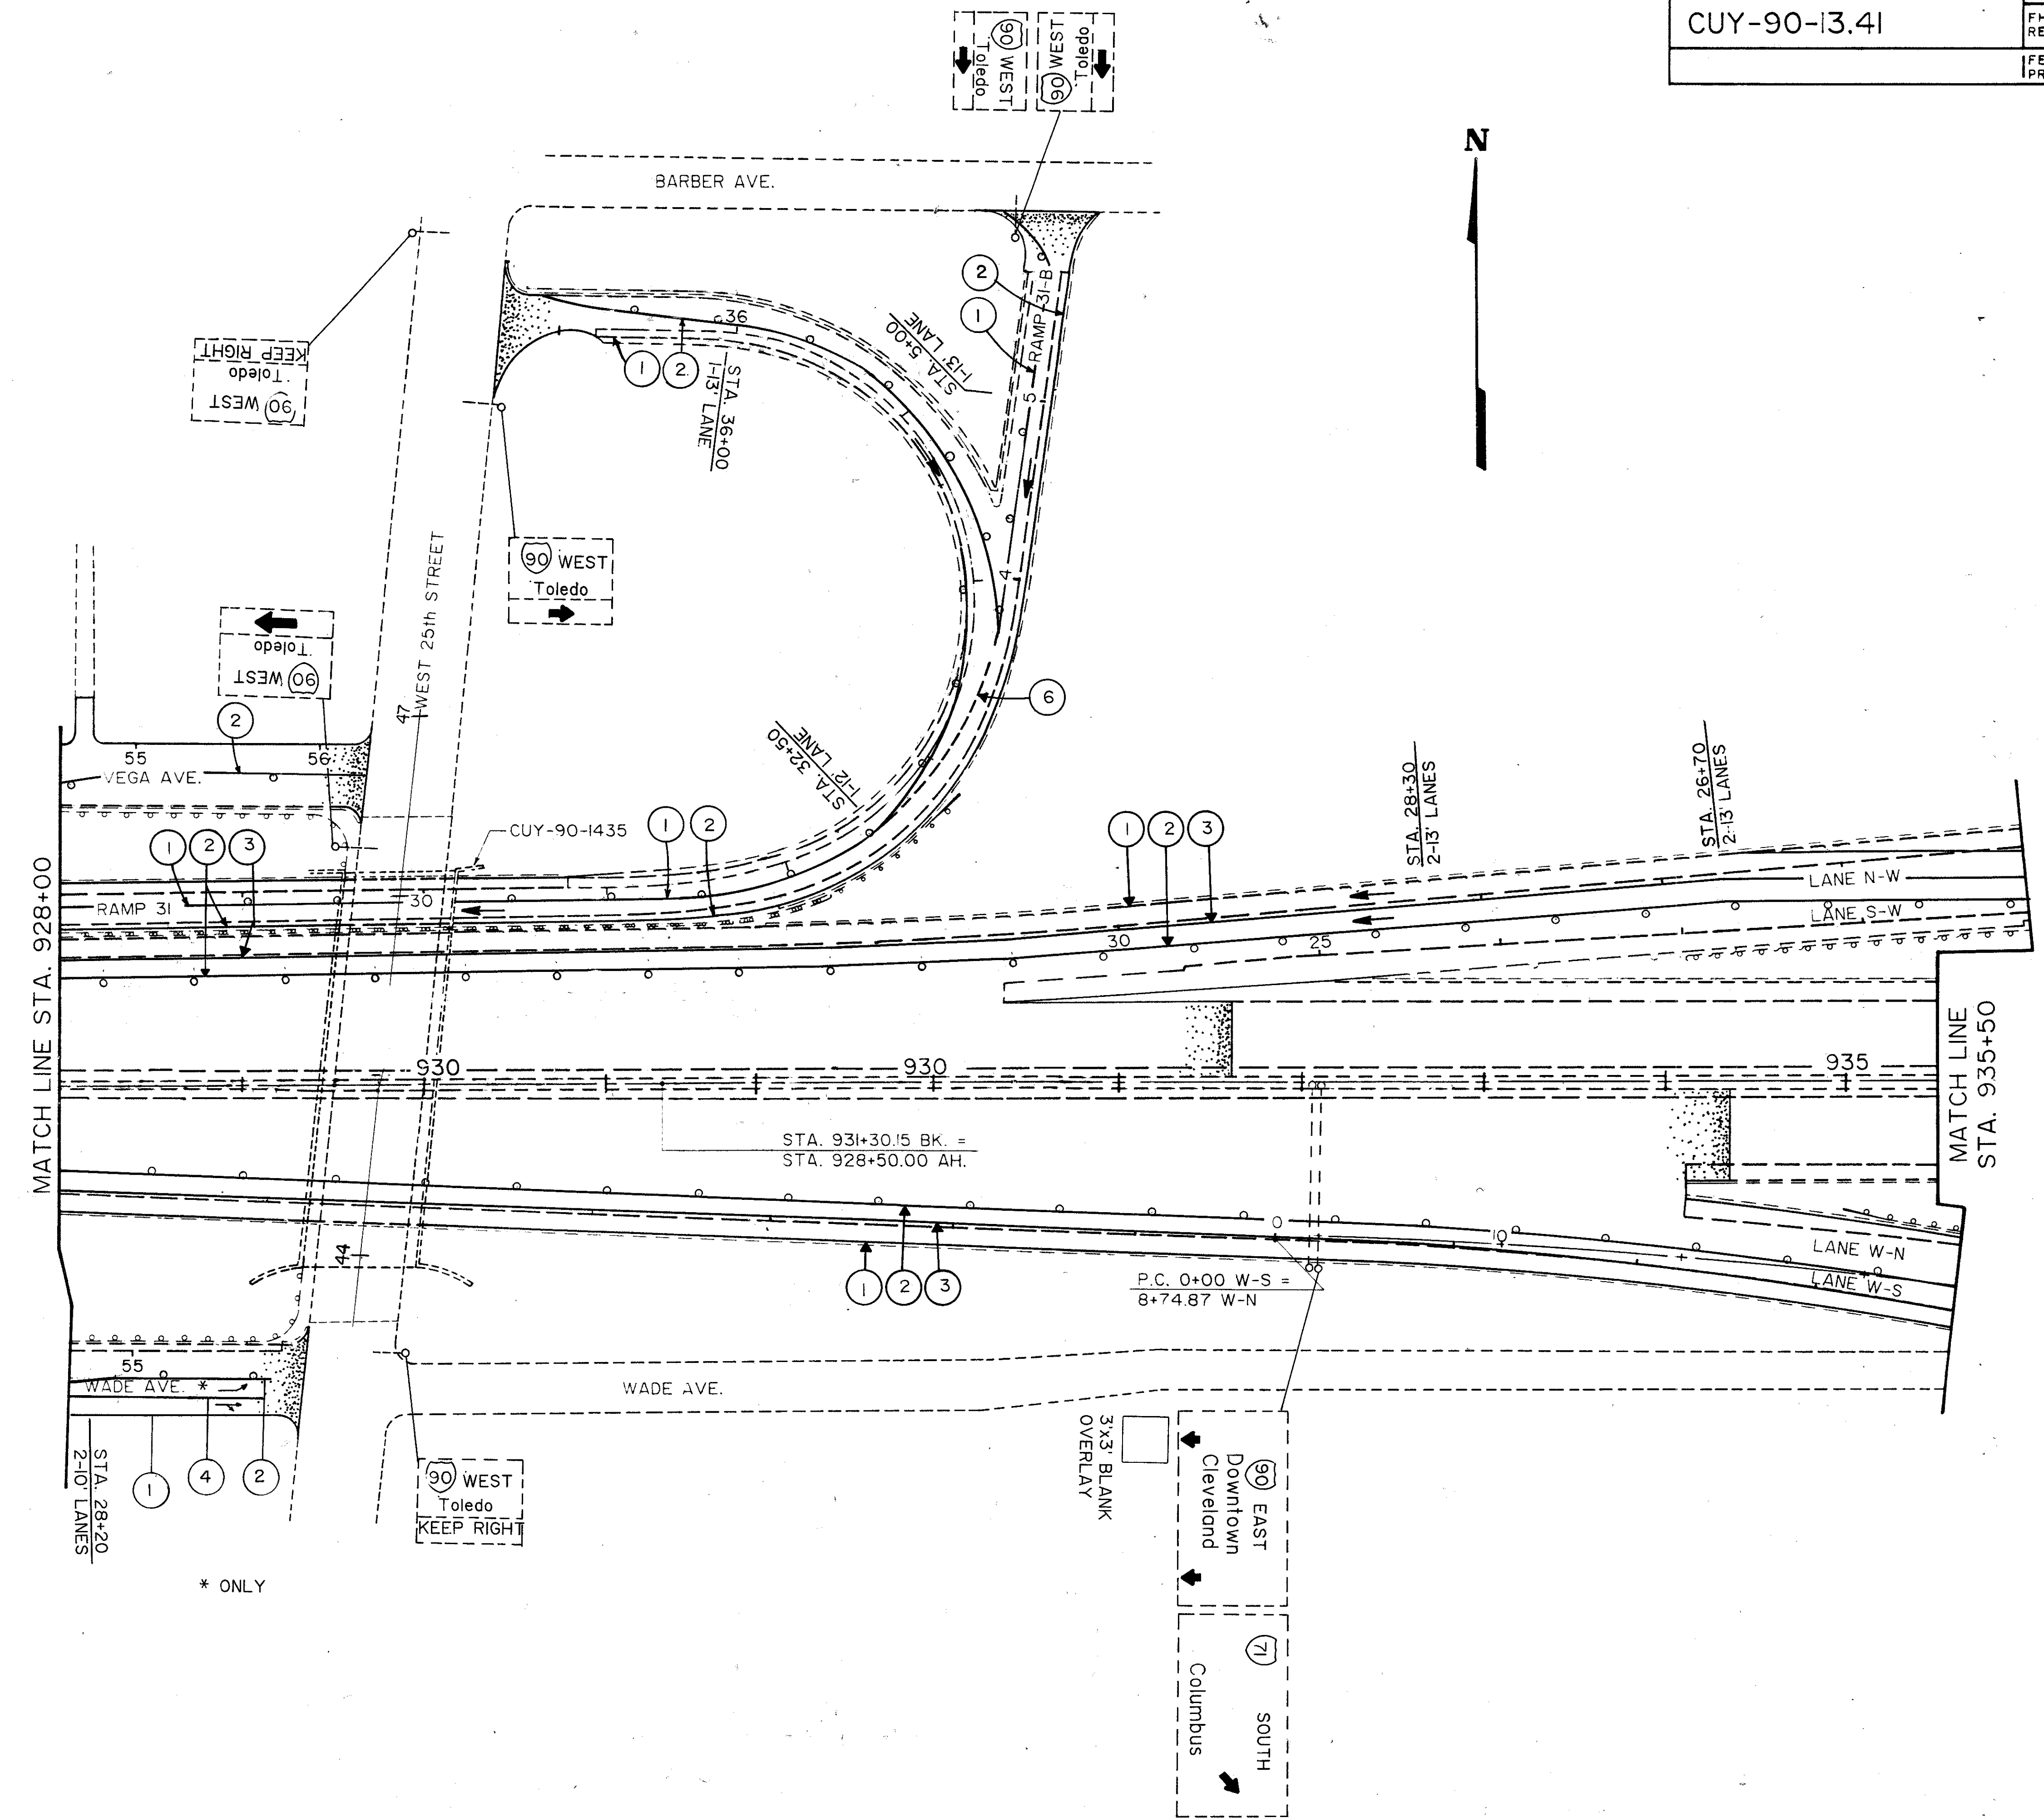 CUY-90-13.41
FH
RE
FE
PR
90 WEST
Toledo
90 WEST
Toledo
N
BARBER AVE.
2
1
RAMP 31-B
36
STA. 5+00
1-13' LANE
5
KEEP RIGHT
Toledo
90 WEST
1
2
STA. 36+00
1-13' LANE
4
WEST 25th STREET
90 WEST
Toledo
Toledo
90 WEST
6
47
2
55
56
VEGA AVE.
STA. 32+50
1-12' LANE
STA. 28+30
2-13' LANES
STA. 26+70
2-13' LANES
CUY-90-1435
1
2
1
2
3
1
2
3
RAMP 31
30
LANE N-W
LANE S-W
30
25
MATCH LINE STA. 928+00
930
930
935
MATCH LINE
STA. 935+50
STA. 931+30.15 BK. =
STA. 928+50.00 AH.
44
0
10
1
2
3
P.C. 0+00 W-S =
8+74.87 W-N
LANE W-N
LANE W-S
55
WADE AVE. *
WADE AVE.
STA. 28+20
2-10' LANES
1
4
2
90 WEST
Toledo
KEEP RIGHT
3'x3' BLANK
OVERLAY
90 EAST
Downtown
Cleveland
71 SOUTH
Columbus
* ONLY